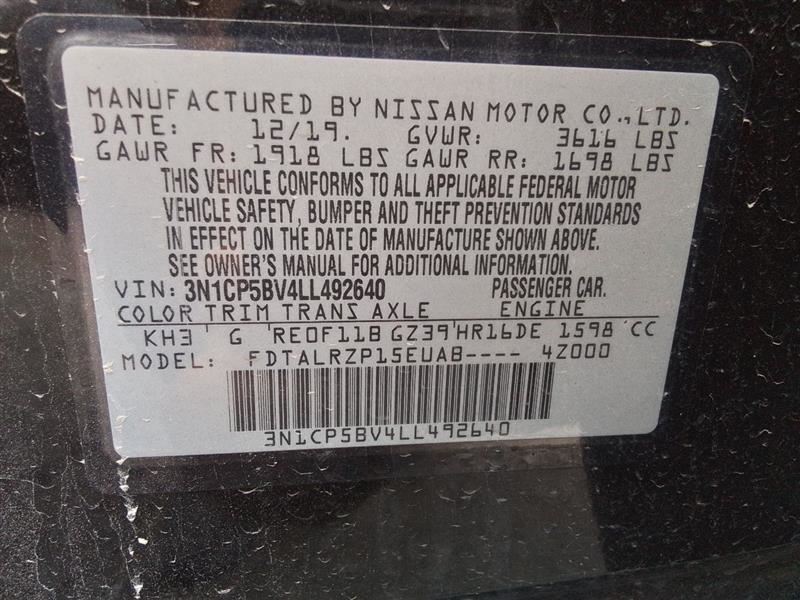 MANUFACTURED BY NISSAN MOTOR CO., LTD.
DATE: 12/19. GVWR: 3616 LBS
GAWR FR: 1918 LBS GAWR RR: 1698 LBS
THIS VEHICLE CONFORMS TO ALL APPLICABLE FEDERAL MOTOR
VEHICLE SAFETY, BUMPER AND THEFT PREVENTION STANDARDS
IN EFFECT ON THE DATE OF MANUFACTURE SHOWN ABOVE.
SEE OWNER'S MANUAL FOR ADDITIONAL INFORMATION.
VIN: 3N1CP5BV4LL492640 PASSENGER CAR.
COLOR TRIM TRANS AXLE ENGINE
KH3 ' G RE0F11B GZ39 ' HR16DE 1598 CC
MODEL: FDTALRZP15EUAB---- 4Z000
3N1CP5BV4LL492640